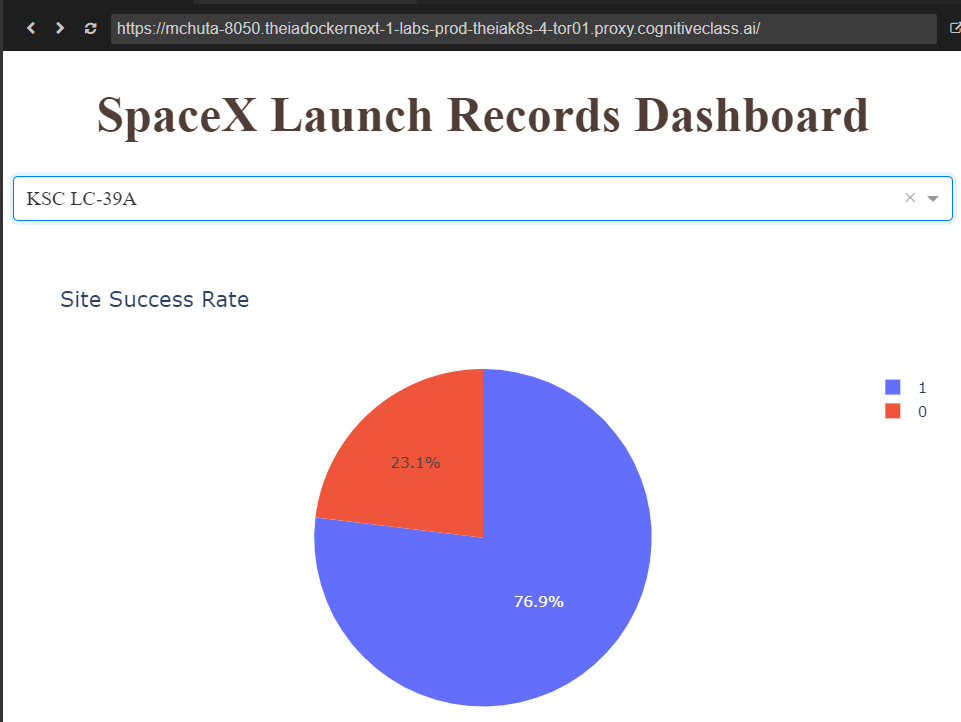 https://mchuta-8050.theiadockernext-1-labs-prod-theiak8s-4-tor01.proxy.cognitiveclass.ai/
SpaceX Launch Records Dashboard
KSC LC-39A
Site Success Rate
1
0
23.1%
76.9%